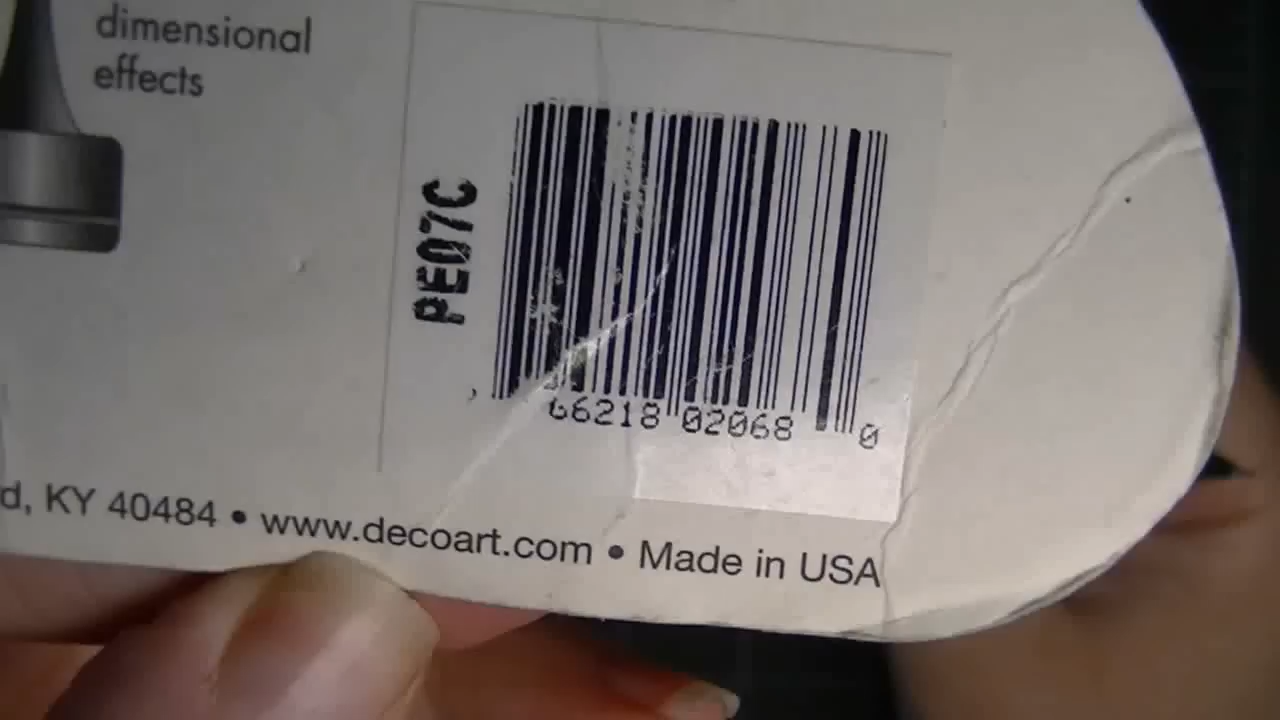 dimensional
effects
PE07C
66218 02068 0
d, KY 40484 • www.decoart.com • Made in USA